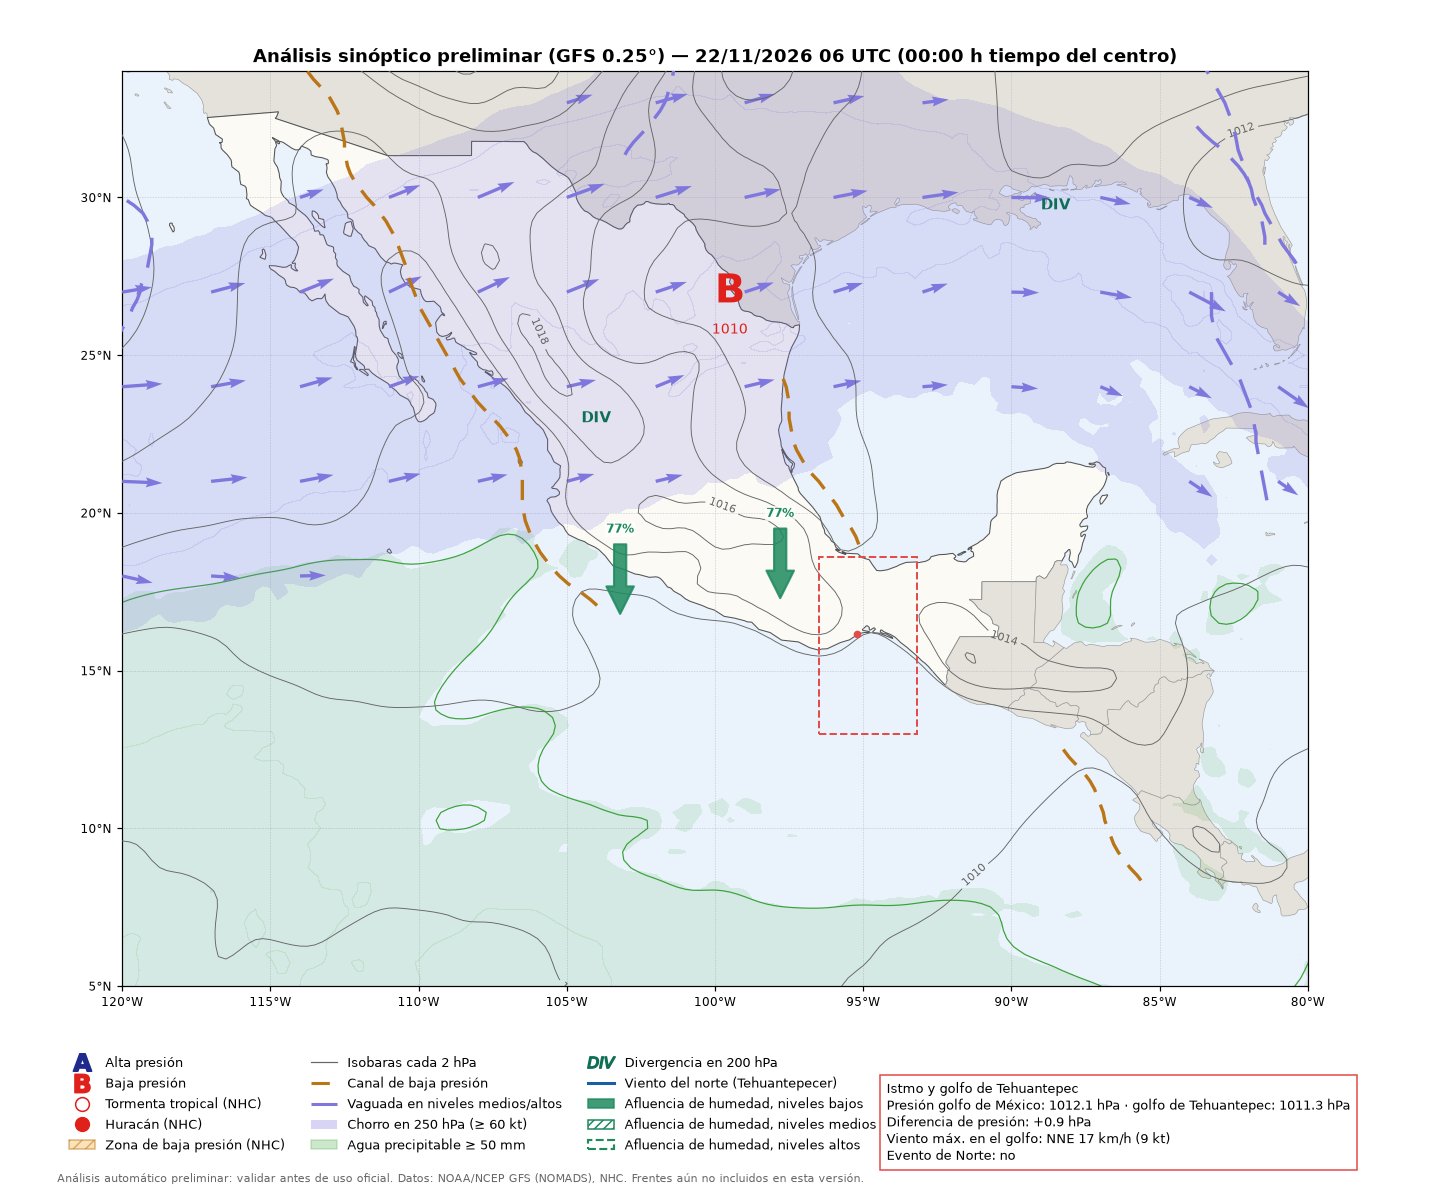 Análisis sinóptico preliminar (GFS 0.25°) — 22/11/2026 06 UTC (00:00 h tiempo del centro)
1012
30°N
DIV
B
1010
1018
25°N
DIV
1016
77%
77%
20°N
1014
15°N
10°N
1010
5°N
120°W 115°W 110°W 105°W 100°W 95°W 90°W 85°W 80°W
A Alta presión
B Baja presión
Tormenta tropical (NHC)
Huracán (NHC)
Zona de baja presión (NHC)
Isobaras cada 2 hPa
Canal de baja presión
Vaguada en niveles medios/altos
Chorro en 250 hPa (≥ 60 kt)
Agua precipitable ≥ 50 mm
DIV Divergencia en 200 hPa
Viento del norte (Tehuantepecer)
Afluencia de humedad, niveles bajos
Afluencia de humedad, niveles medios
Afluencia de humedad, niveles altos
Istmo y golfo de Tehuantepec
Presión golfo de México: 1012.1 hPa · golfo de Tehuantepec: 1011.3 hPa
Diferencia de presión: +0.9 hPa
Viento máx. en el golfo: NNE 17 km/h (9 kt)
Evento de Norte: no
Análisis automático preliminar: validar antes de uso oficial. Datos: NOAA/NCEP GFS (NOMADS), NHC. Frentes aún no incluidos en esta versión.